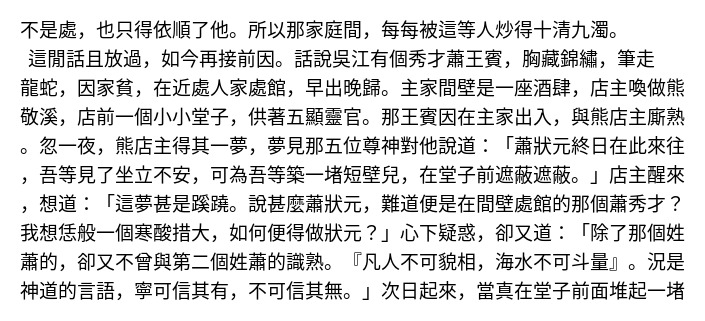 不是處，也只得依順了他。所以那家庭間，每每被這等人炒得十清九濁。
這閒話且放過，如今再接前因。話說吳江有個秀才蕭王賓，胸藏錦繡，筆走
龍蛇，因家貧，在近處人家處館，早出晚歸。主家間壁是一座酒肆，店主喚做熊
敬溪，店前一個小小堂子，供著五顯靈官。那王賓因在主家出入，與熊店主廝熟
。忽一夜，熊店主得其一夢，夢見那五位尊神對他說道：「蕭狀元終日在此來往
，吾等見了坐立不安，可為吾等築一堵短壁兒，在堂子前遮蔽遮蔽。」店主醒來
，想道：「這夢甚是蹊蹺。說甚麼蕭狀元，難道便是在間壁處館的那個蕭秀才？
我想恁般一個寒酸措大，如何便得做狀元？」心下疑惑，卻又道：「除了那個姓
蕭的，卻又不曾與第二個姓蕭的識熟。『凡人不可貌相，海水不可斗量』。況是
神道的言語，寧可信其有，不可信其無。」次日起來，當真在堂子前面堆起一堵